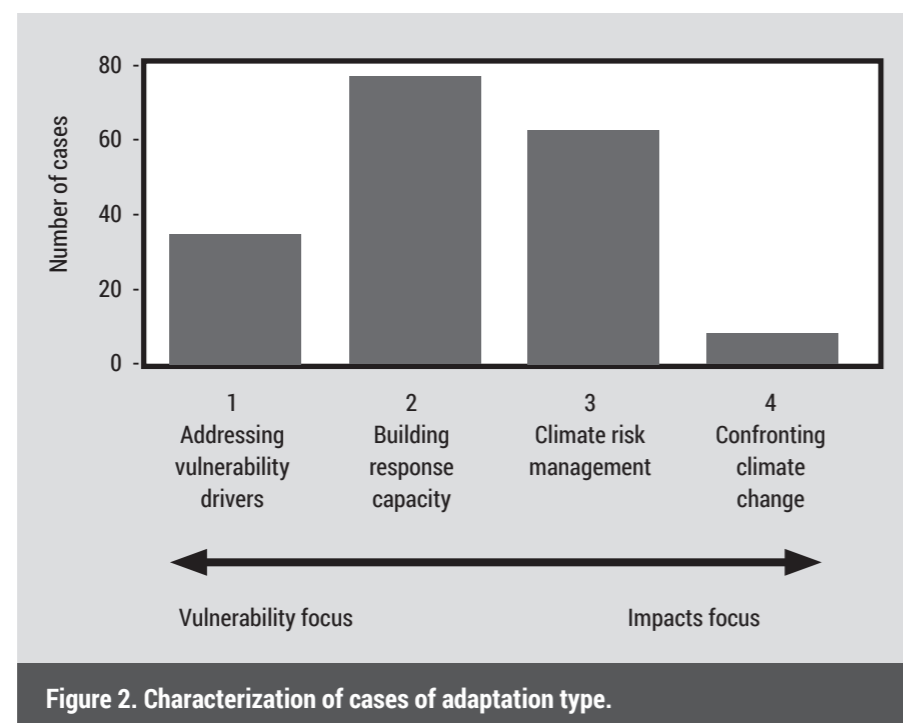 Number of cases
80 -
60 -
40 -
20 -
0 -
1
Addressing
vulnerability
drivers
2
Building
response
capacity
3
Climate risk
management
4
Confronting
climate
change
Vulnerability focus
Impacts focus
Figure 2. Characterization of cases of adaptation type.